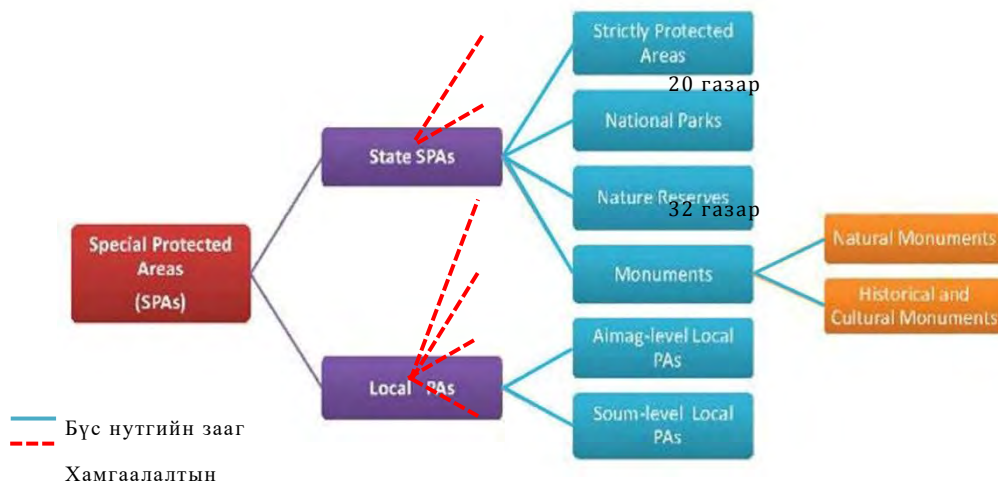 Special Protected
Areas
(SPAs)
State SPAs
Local PAs
Strictly Protected
Areas
20 газар
National Parks
Nature Reserves
32 газар
Monuments
Aimag-level Local
PAs
Soum-level Local
PAs
Natural Monuments
Historical and
Cultural Monuments
Бүс нутгийн зааг
Хамгаалалтын